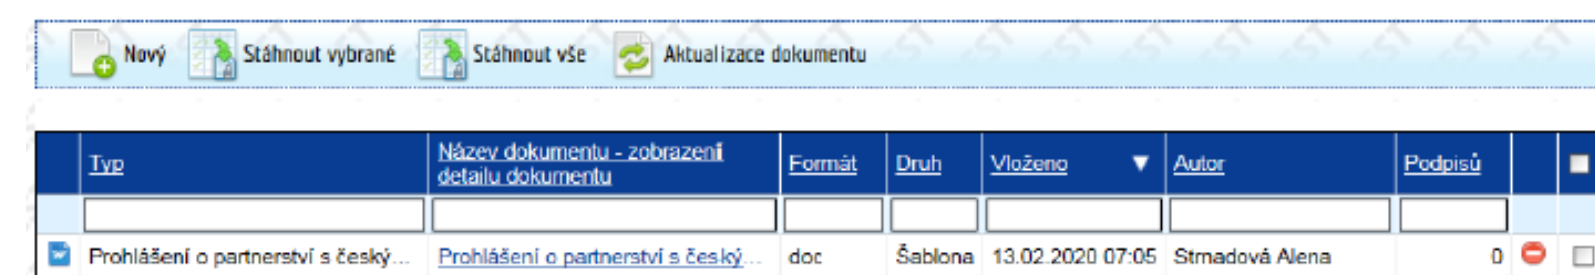 Nový Stáhnout vybrané Stáhnout vše Aktualizace dokumentu
Typ
Název dokumentu - zobrazení
detailu dokumentu
Formát Druh Vloženo ▼ Autor Podpisů
Prohlášení o partnerství s český... Prohlášení o partnerství s český... doc Šablona 13.02.2020 07:05 Strnadová Alena 0